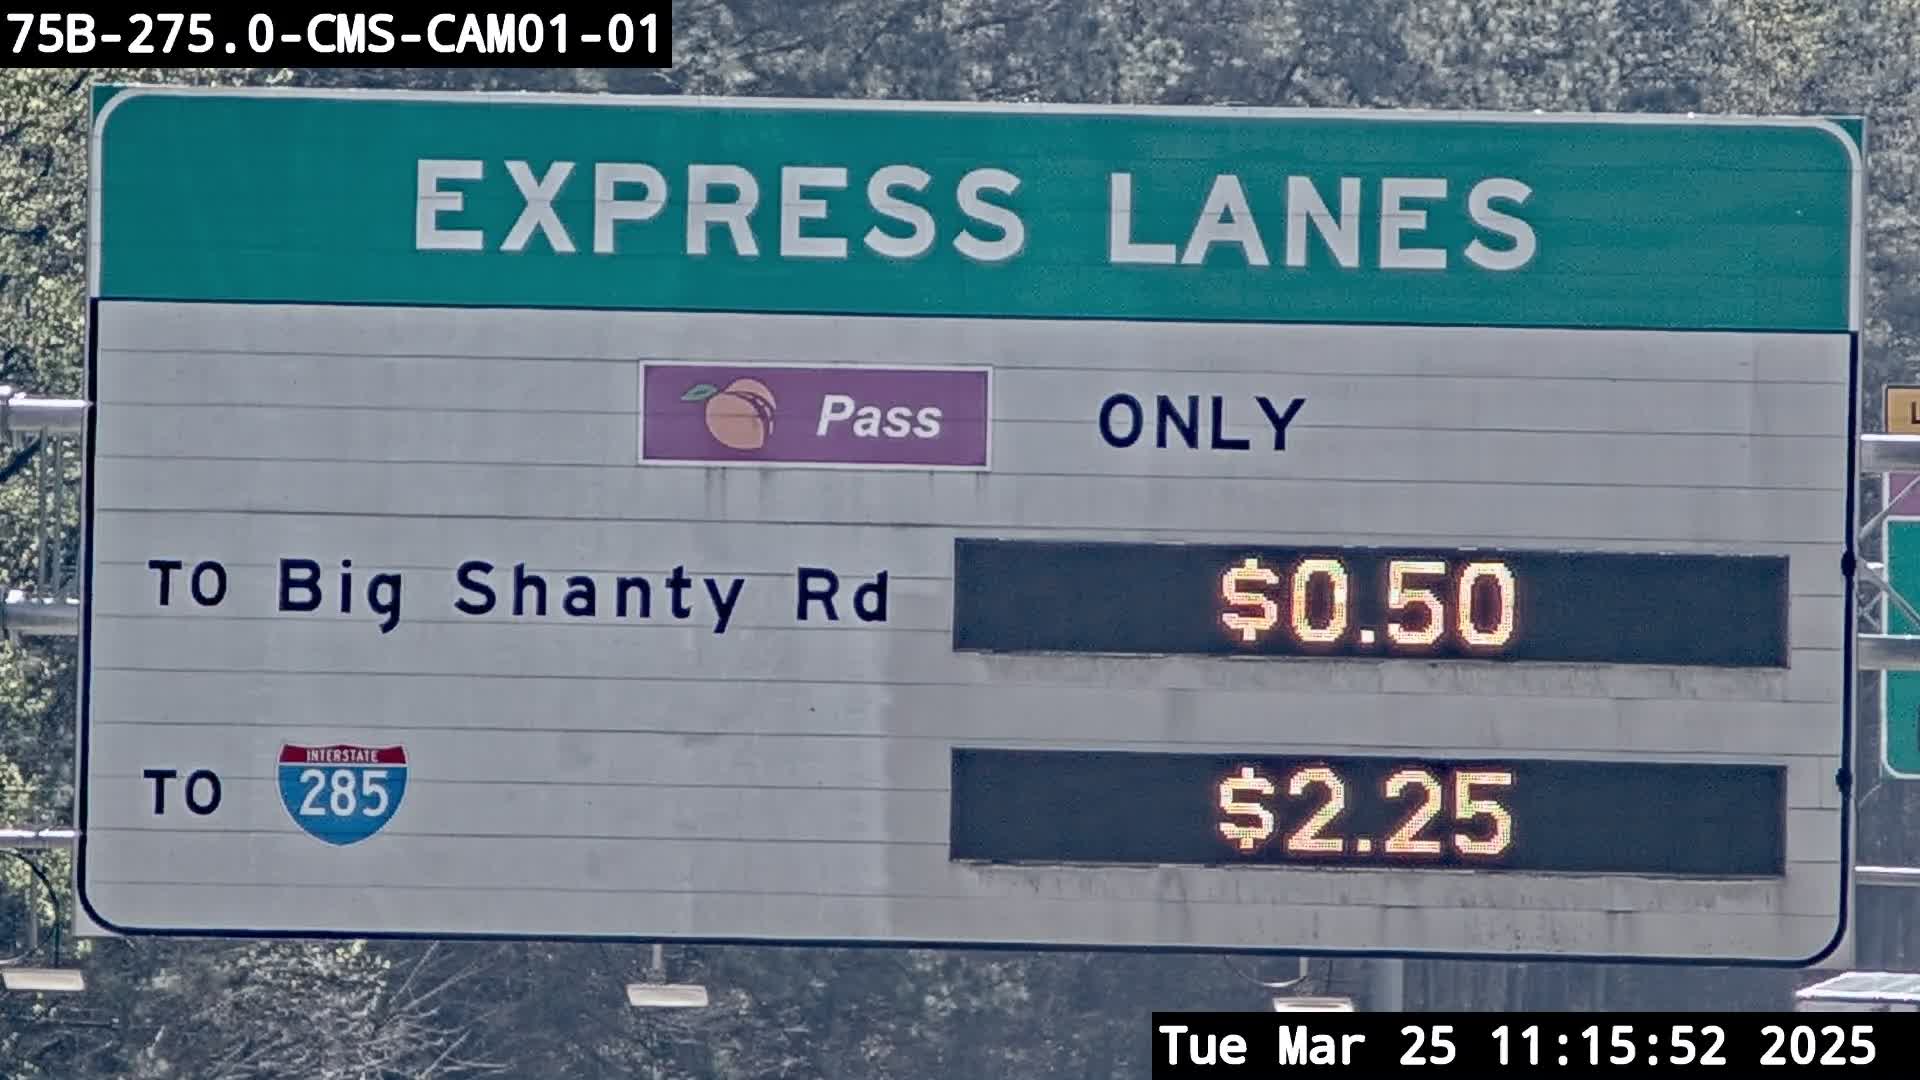 75B-275.0-CMS-CAM01-01
EXPRESS LANES
Pass ONLY
TO Big Shanty Rd $0.50
TO INTERSTATE 285 $2.25
Tue Mar 25 11:15:52 2025